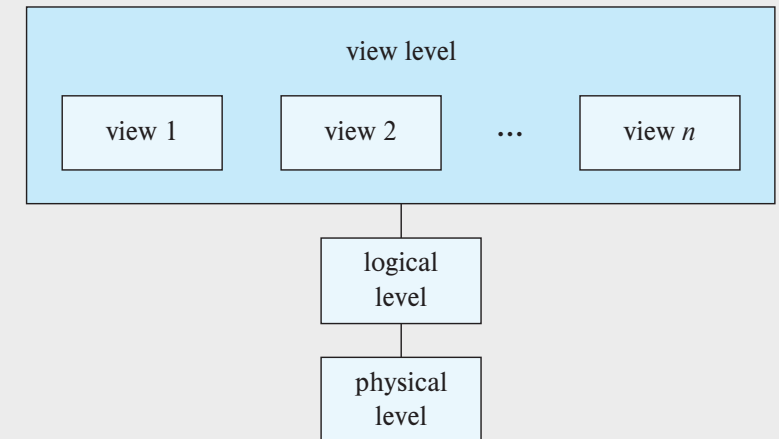 view level
view 1
view 2
...
view n
logical
level
physical
level